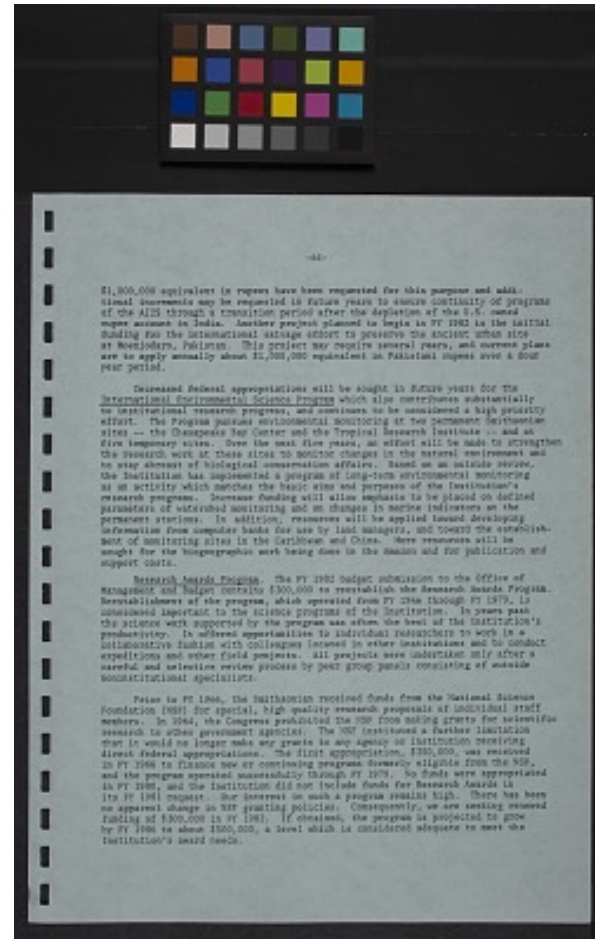 $1,000,000 equivalent in rupees have been requested for this purpose and addi-
tional increments may be requested in future years to ensure continuity of programs
of the AIIS through a transition period after the depletion of the U.S. owned
rupee account in India. Another project planned to begin in FY 1982 is the initial
funding for the international salvage effort to preserve the ancient urban site
at Moenjodaro, Pakistan. This project may require several years, and current plans
are to apply annually about $1,000,000 equivalent in Pakistani rupees over a four
year period.
Increased Federal appropriations will be sought in future years for the
International Environmental Science Program which also contributes substantially
to institutional research progress, and continues to be considered a high priority
effort. The Program pursues environmental monitoring at two permanent Smithsonian
sites -- the Chesapeake Bay Center and the Tropical Research Institute -- and at
five temporary sites. Over the next five years, an effort will be made to strengthen
the research work at these sites to monitor changes in the natural environment and
to stay abreast of biological conservation affairs. Based on an outside review,
the Institution has implemented a program of long-term environmental monitoring
as an activity which matches the basic aims and purposes of the Institution's
research programs. Increase funding will allow emphasis to be placed on defined
parameters of watershed monitoring and on changes in marine indicators at the
permanent stations. In addition, resources will be applied toward developing
information from computer banks for use by land managers, and toward the establish-
ment of monitoring sites in the Caribbean and China. More resources will be
sought for the biogeographic work being done in the Amazon and for publication and
support costs.
Research Awards Program. The FY 1982 budget submission to the Office of
Management and Budget contains $300,000 to reestablish the Research Awards Program.
Reestablishment of the program, which operated from FY 1966 through FY 1979, is
considered important to the science programs of the Institution. In years past
the science work supported by the program was often the best of the Institution's
productivity. It offered opportunities to individual researchers to work in a
collaborative fashion with colleagues located in other institutions and to conduct
expeditions and other field projects. All projects were undertaken only after a
careful and selective review process by peer group panels consisting of outside
noninstitutional specialists.
Prior to FY 1966, the Smithsonian received funds from the National Science
Foundation (NSF) for special, high quality research proposals of individual staff
members. In 1964, the Congress prohibited the NSF from making grants for scientific
research to other government agencies. The NSF instituted a further limitation
that it would no longer make any grants to any agency or institution receiving
direct federal appropriations. The first appropriation, $350,000, was received
in FY 1966 to finance new or continuing programs formerly eligible from the NSF,
and the program operated successfully through FY 1979. No funds were appropriated
in FY 1980, and the Institution did not include funds for Research Awards in
its FY 1981 request. Our interest in such a program remains high. There has been
no apparent change in NSF granting policies. Consequently, we are seeking renewed
funding of $300,000 in FY 1982. If obtained, the program is projected to grow
by FY 1986 to about $500,000, a level which is considered adequate to meet the
Institution's award needs.